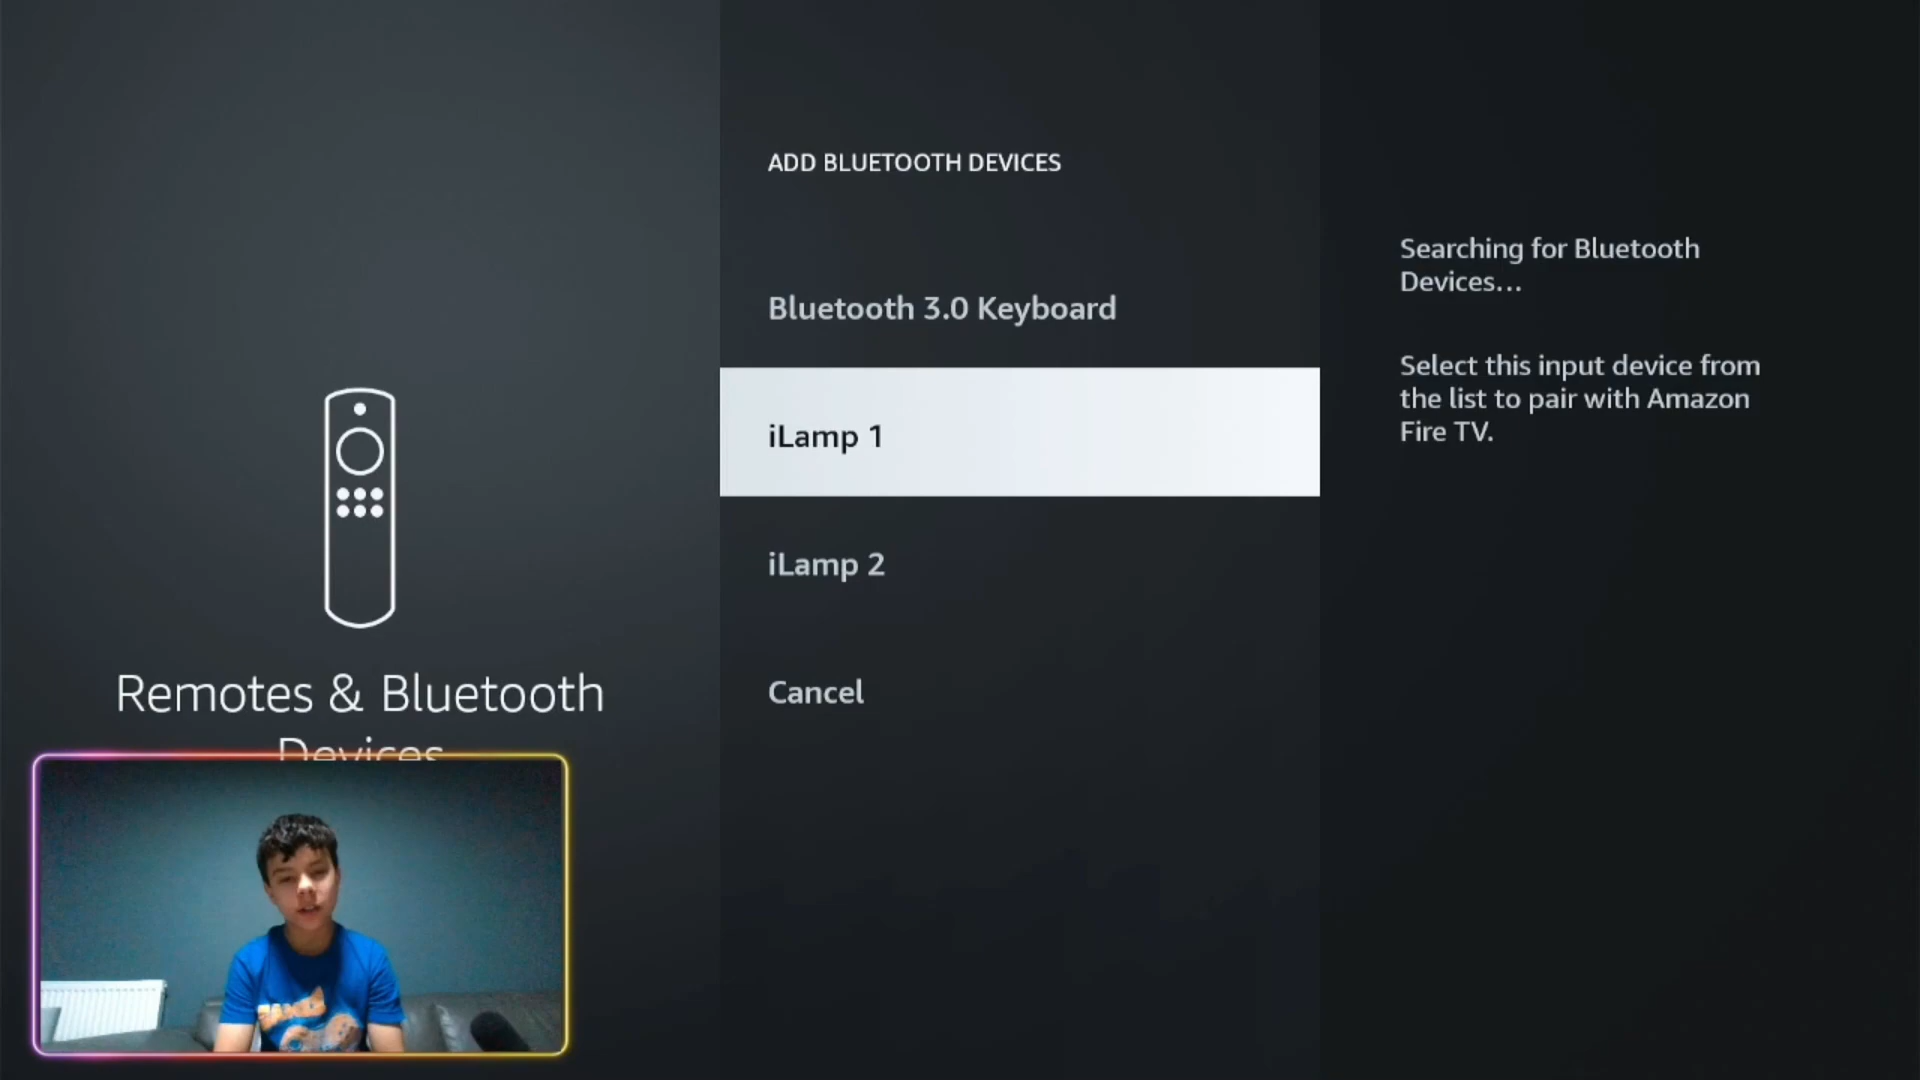 ADD BLUETOOTH DEVICES
Bluetooth 3.0 Keyboard
iLamp 1
iLamp 2
Cancel
Searching for Bluetooth
Devices...
Select this input device from
the list to pair with Amazon
Fire TV.
Remotes & Bluetooth
Devices